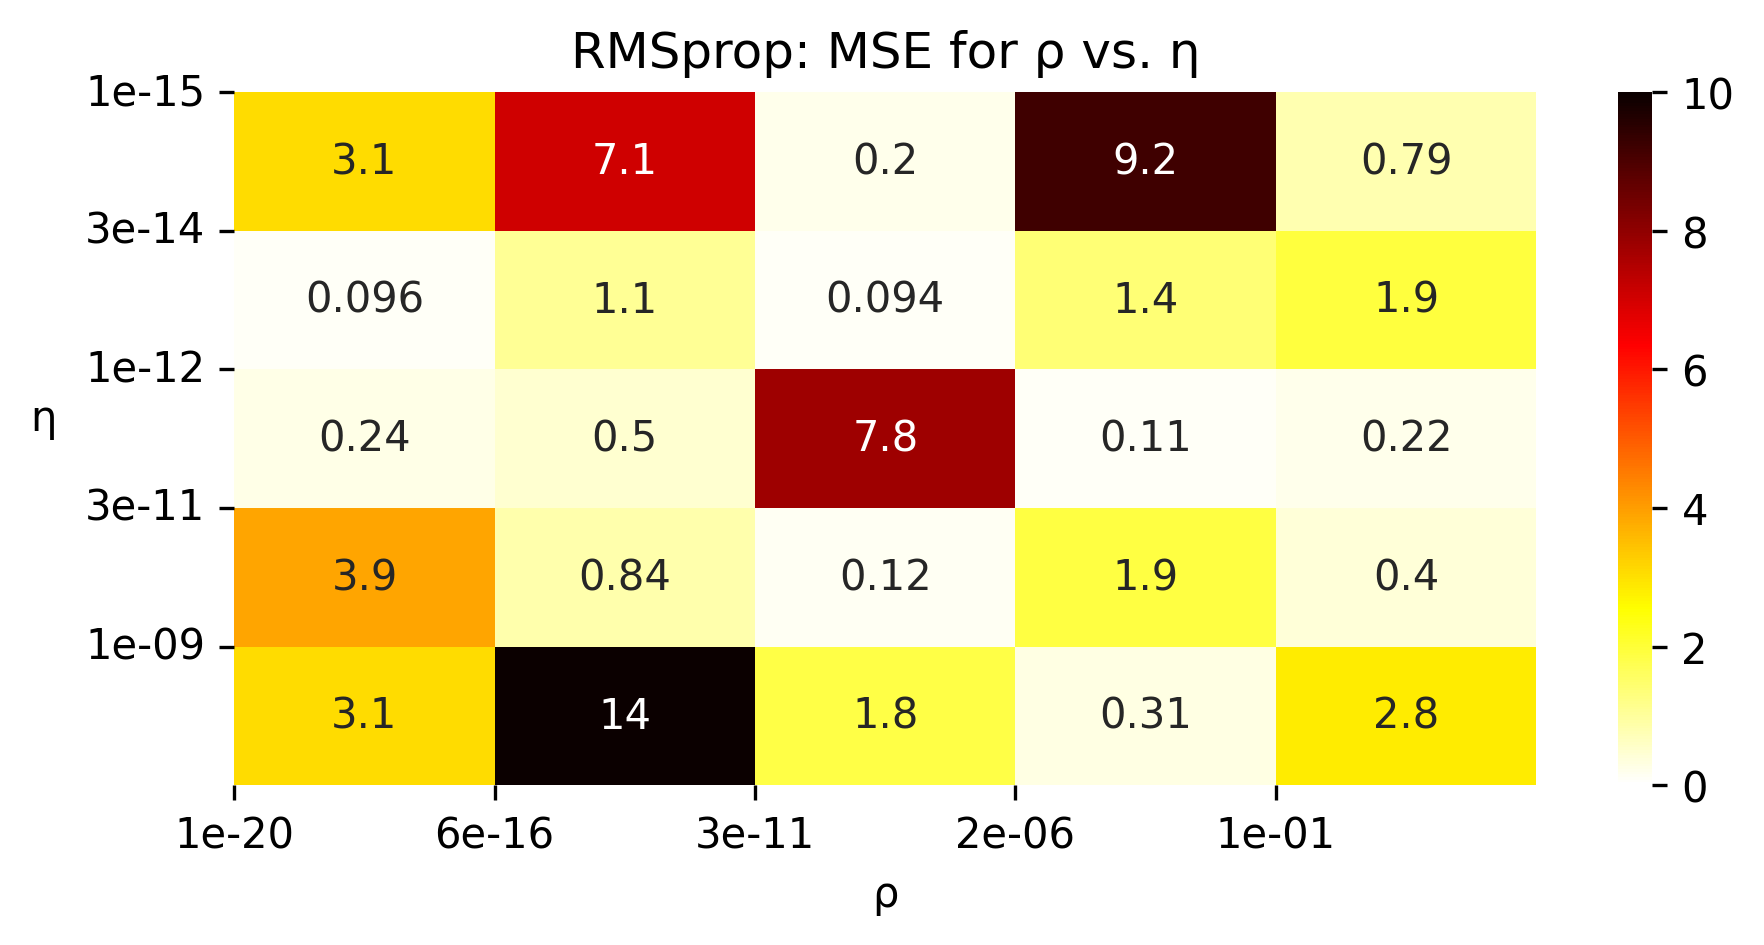 RMSprop: MSE for ρ vs. η
1e-15
3.1 7.1 0.2 9.2 0.79
3e-14
0.096 1.1 0.094 1.4 1.9
1e-12
0.24 0.5 7.8 0.11 0.22
η
3e-11
3.9 0.84 0.12 1.9 0.4
1e-09
3.1 14 1.8 0.31 2.8
1e-20 6e-16 3e-11 2e-06 1e-01
ρ
10
8
6
4
2
0